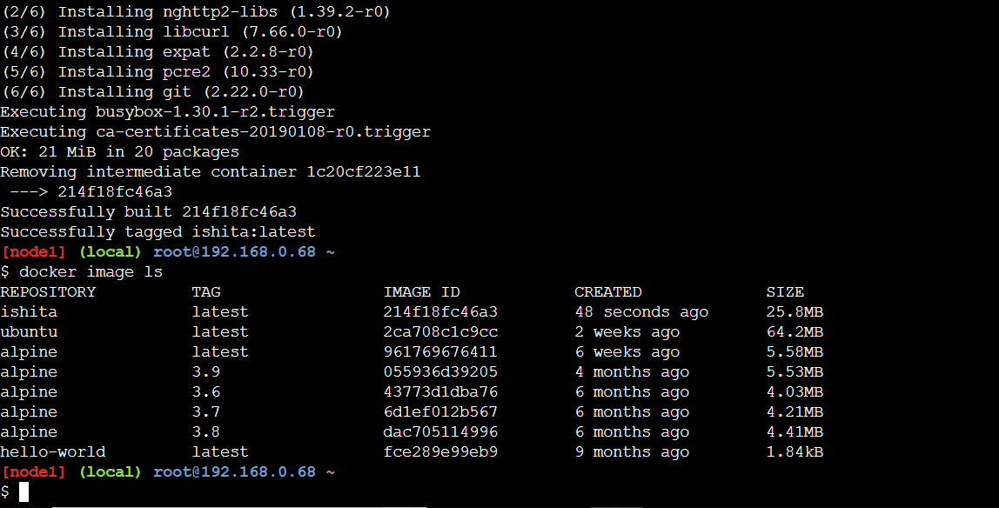 (2/6) Installing nghttp2-libs (1.39.2-r0)
(3/6) Installing libcurl (7.66.0-r0)
(4/6) Installing expat (2.2.8-r0)
(5/6) Installing pcre2 (10.33-r0)
(6/6) Installing git (2.22.0-r0)
Executing busybox-1.30.1-r2.trigger
Executing ca-certificates-20190108-r0.trigger
OK: 21 MiB in 20 packages
Removing intermediate container 1c20cf223e11
 ---> 214f18fc46a3
Successfully built 214f18fc46a3
Successfully tagged ishita:latest
[node1] (local) root@192.168.0.68 ~
$ docker image ls
REPOSITORY          TAG                 IMAGE ID            CREATED             SIZE
ishita              latest              214f18fc46a3        48 seconds ago      25.8MB
ubuntu              latest              2ca708c1c9cc        2 weeks ago         64.2MB
alpine              latest              961769676411        6 weeks ago         5.58MB
alpine              3.9                 055936d39205        4 months ago        5.53MB
alpine              3.6                 43773d1dba76        6 months ago        4.03MB
alpine              3.7                 6d1ef012b567        6 months ago        4.21MB
alpine              3.8                 dac705114996        6 months ago        4.41MB
hello-world         latest              fce289e99eb9        9 months ago        1.84kB
[node1] (local) root@192.168.0.68 ~
$